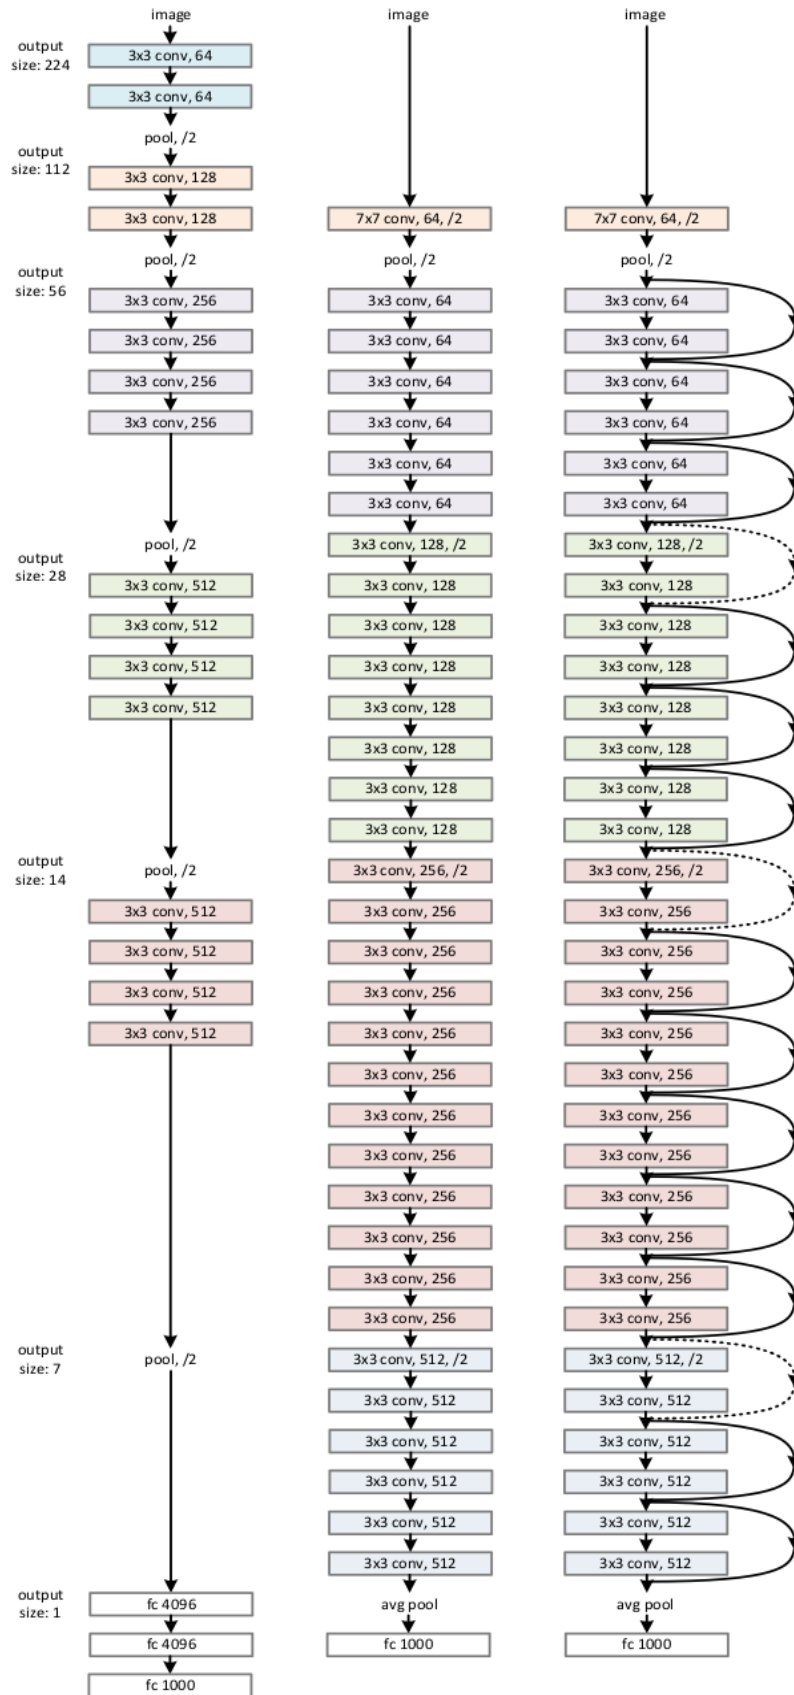 output
size: 224
output
size: 112
output
size: 56
output
size: 28
output
size: 14
output
size: 7
output
size: 1
image
3x3 conv, 64
3x3 conv, 64
pool, /2
3x3 conv, 128
3x3 conv, 128
pool, /2
3x3 conv, 256
3x3 conv, 256
3x3 conv, 256
3x3 conv, 256
pool, /2
3x3 conv, 512
3x3 conv, 512
3x3 conv, 512
3x3 conv, 512
pool, /2
3x3 conv, 512
3x3 conv, 512
3x3 conv, 512
3x3 conv, 512
pool, /2
fc 4096
fc 4096
fc 1000
image
7x7 conv, 64, /2
pool, /2
3x3 conv, 64
3x3 conv, 64
3x3 conv, 64
3x3 conv, 64
3x3 conv, 64
3x3 conv, 64
3x3 conv, 128, /2
3x3 conv, 128
3x3 conv, 128
3x3 conv, 128
3x3 conv, 128
3x3 conv, 128
3x3 conv, 128
3x3 conv, 128
3x3 conv, 256, /2
3x3 conv, 256
3x3 conv, 256
3x3 conv, 256
3x3 conv, 256
3x3 conv, 256
3x3 conv, 256
3x3 conv, 256
3x3 conv, 256
3x3 conv, 256
3x3 conv, 256
3x3 conv, 256
3x3 conv, 512, /2
3x3 conv, 512
3x3 conv, 512
3x3 conv, 512
3x3 conv, 512
3x3 conv, 512
avg pool
fc 1000
image
7x7 conv, 64, /2
pool, /2
3x3 conv, 64
3x3 conv, 64
3x3 conv, 64
3x3 conv, 64
3x3 conv, 64
3x3 conv, 64
3x3 conv, 128, /2
3x3 conv, 128
3x3 conv, 128
3x3 conv, 128
3x3 conv, 128
3x3 conv, 128
3x3 conv, 128
3x3 conv, 128
3x3 conv, 256, /2
3x3 conv, 256
3x3 conv, 256
3x3 conv, 256
3x3 conv, 256
3x3 conv, 256
3x3 conv, 256
3x3 conv, 256
3x3 conv, 256
3x3 conv, 256
3x3 conv, 256
3x3 conv, 256
3x3 conv, 512, /2
3x3 conv, 512
3x3 conv, 512
3x3 conv, 512
3x3 conv, 512
3x3 conv, 512
avg pool
fc 1000